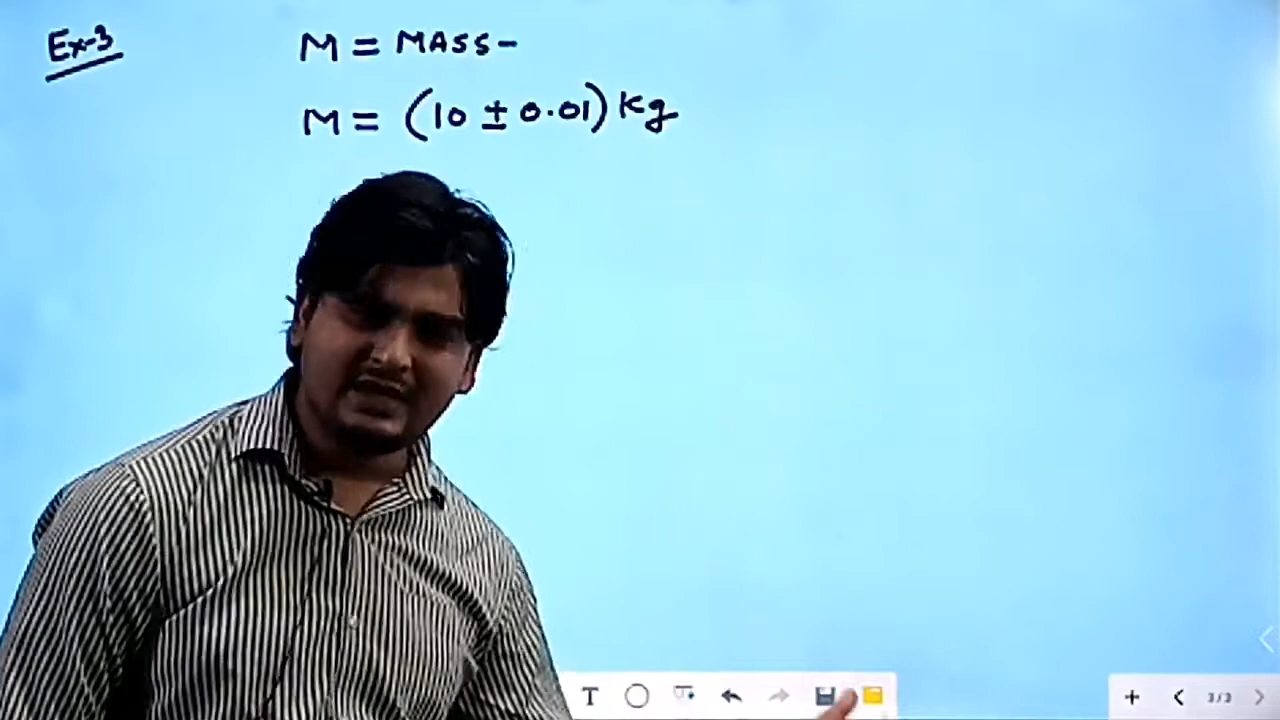 Ex-3
M = MASS -
M = (10 ± 0.01) Kg
T
3/3